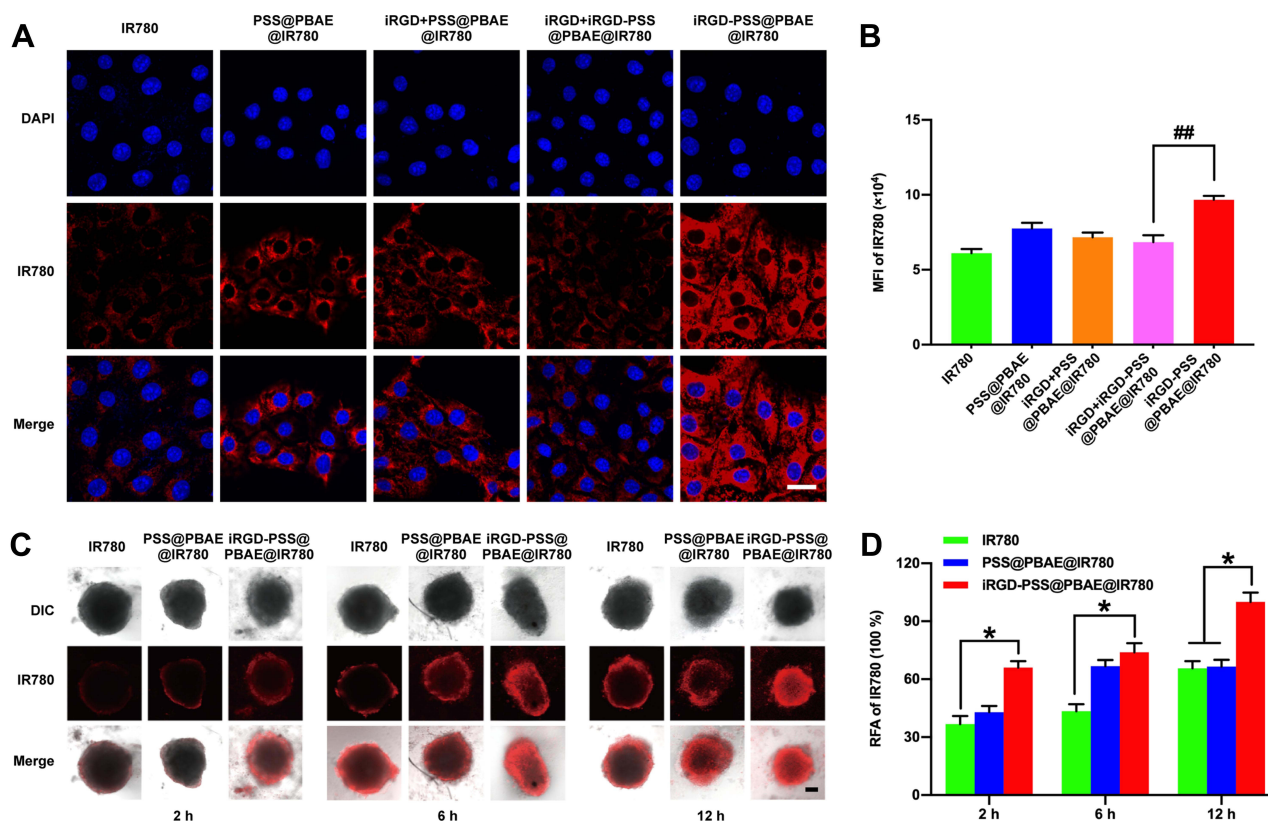 A
IR780
PSS@PBAE
@IR780
iRGD+PSS@PBAE
@IR780
iRGD+iRGD-PSS
@PBAE@IR780
iRGD-PSS@PBAE
@IR780
DAPI
IR780
Merge
B
MFI of IR780 (×10⁴)
15
10
5
0
##
IR780
PSS@PBAE
@IR780
iRGD+PSS
@PBAE@IR780
iRGD+iRGD-PSS
@PBAE@IR780
iRGD-PSS
@PBAE@IR780
C
IR780
PSS@PBAE
@IR780
iRGD-PSS@
PBAE@IR780
IR780
PSS@PBAE
@IR780
iRGD-PSS@
PBAE@IR780
IR780
PSS@PBAE
@IR780
iRGD-PSS@
PBAE@IR780
DIC
IR780
Merge
2 h
6 h
12 h
D
IR780
PSS@PBAE@IR780
iRGD-PSS@PBAE@IR780
RFA of IR780 (100 %)
120
90
60
30
0
*
*
*
2 h
6 h
12 h